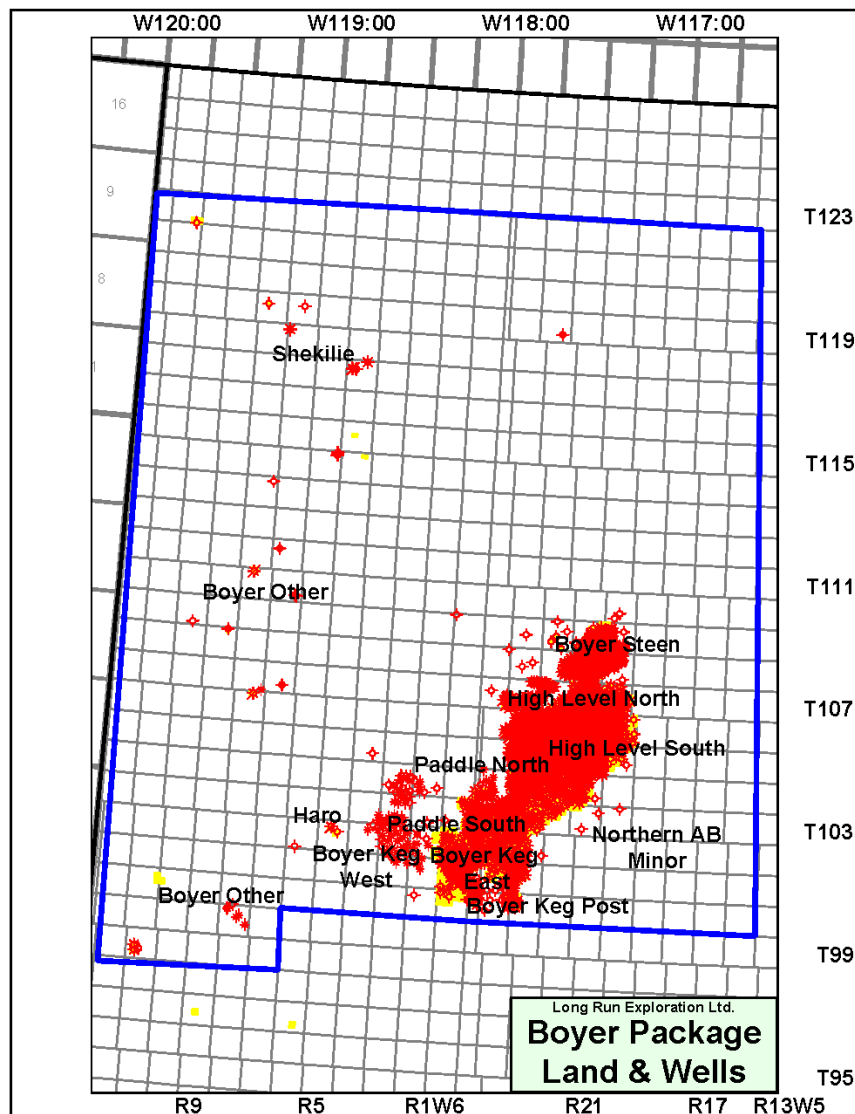 W120:00 W119:00 W118:00 W117:00
16
9
T123
8
T119
Shekilie
T115
T111
Boyer Other
Boyer Steen
High Level North
T107
High Level South
Paddle North
Haro
Paddle South
T103
Northern AB
Minor
Boyer Keg
West
Boyer Keg
East
Boyer Other
Boyer Keg Post
T99
Long Run Exploration Ltd.
Boyer Package
Land & Wells
T95
R9 R5 R1W6 R21 R17 R13W5